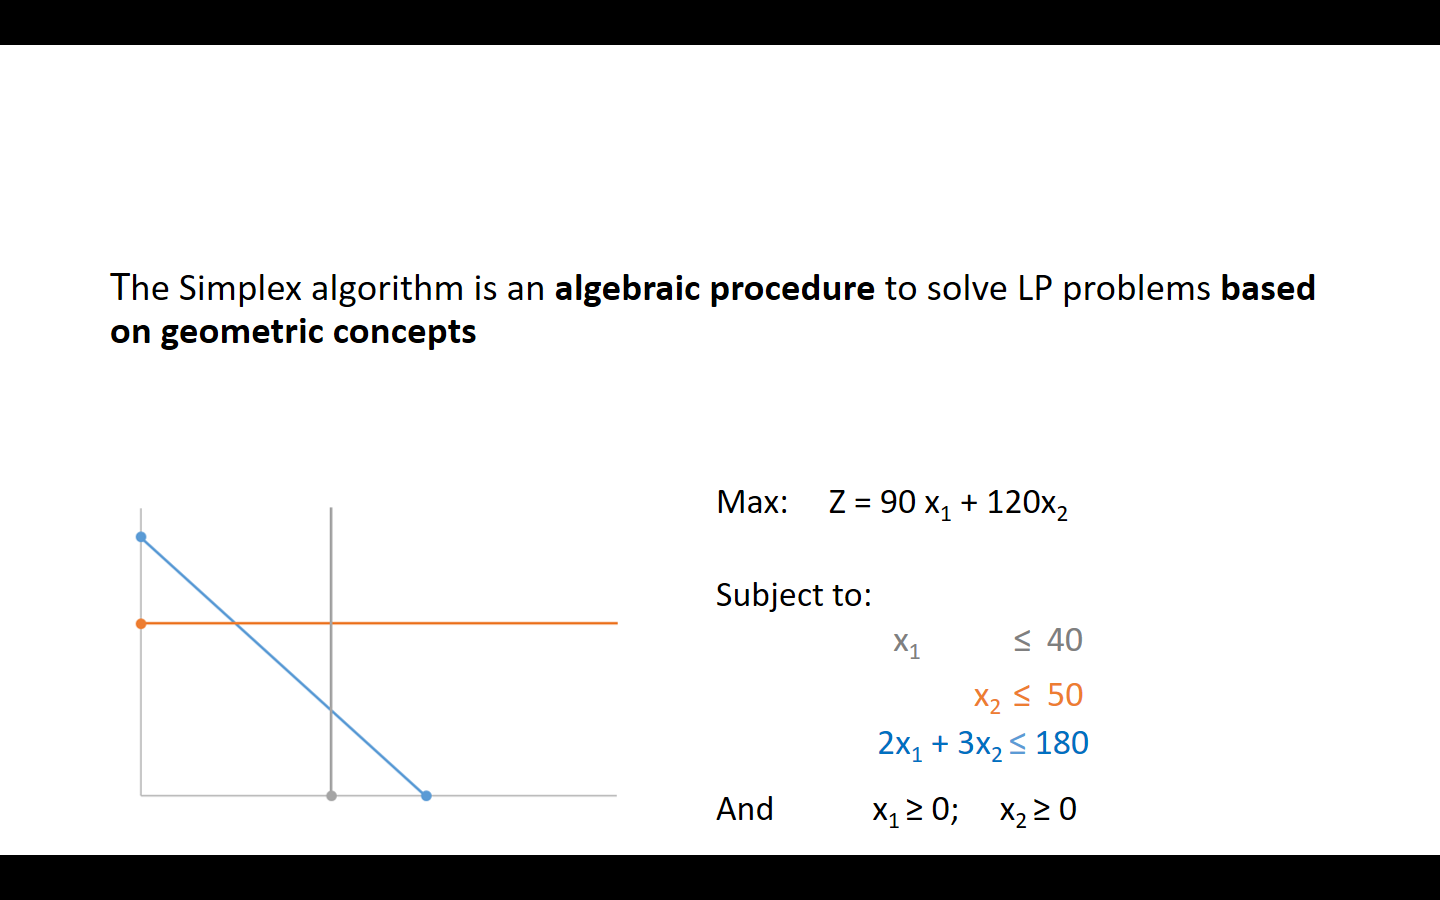 The Simplex algorithm is an algebraic procedure to solve LP problems based
on geometric concepts
Max: Z = 90 x₁ + 120x₂
Subject to:
x₁ ≤ 40
x₂ ≤ 50
2x₁ + 3x₂ ≤ 180
And x₁ ≥ 0; x₂ ≥ 0